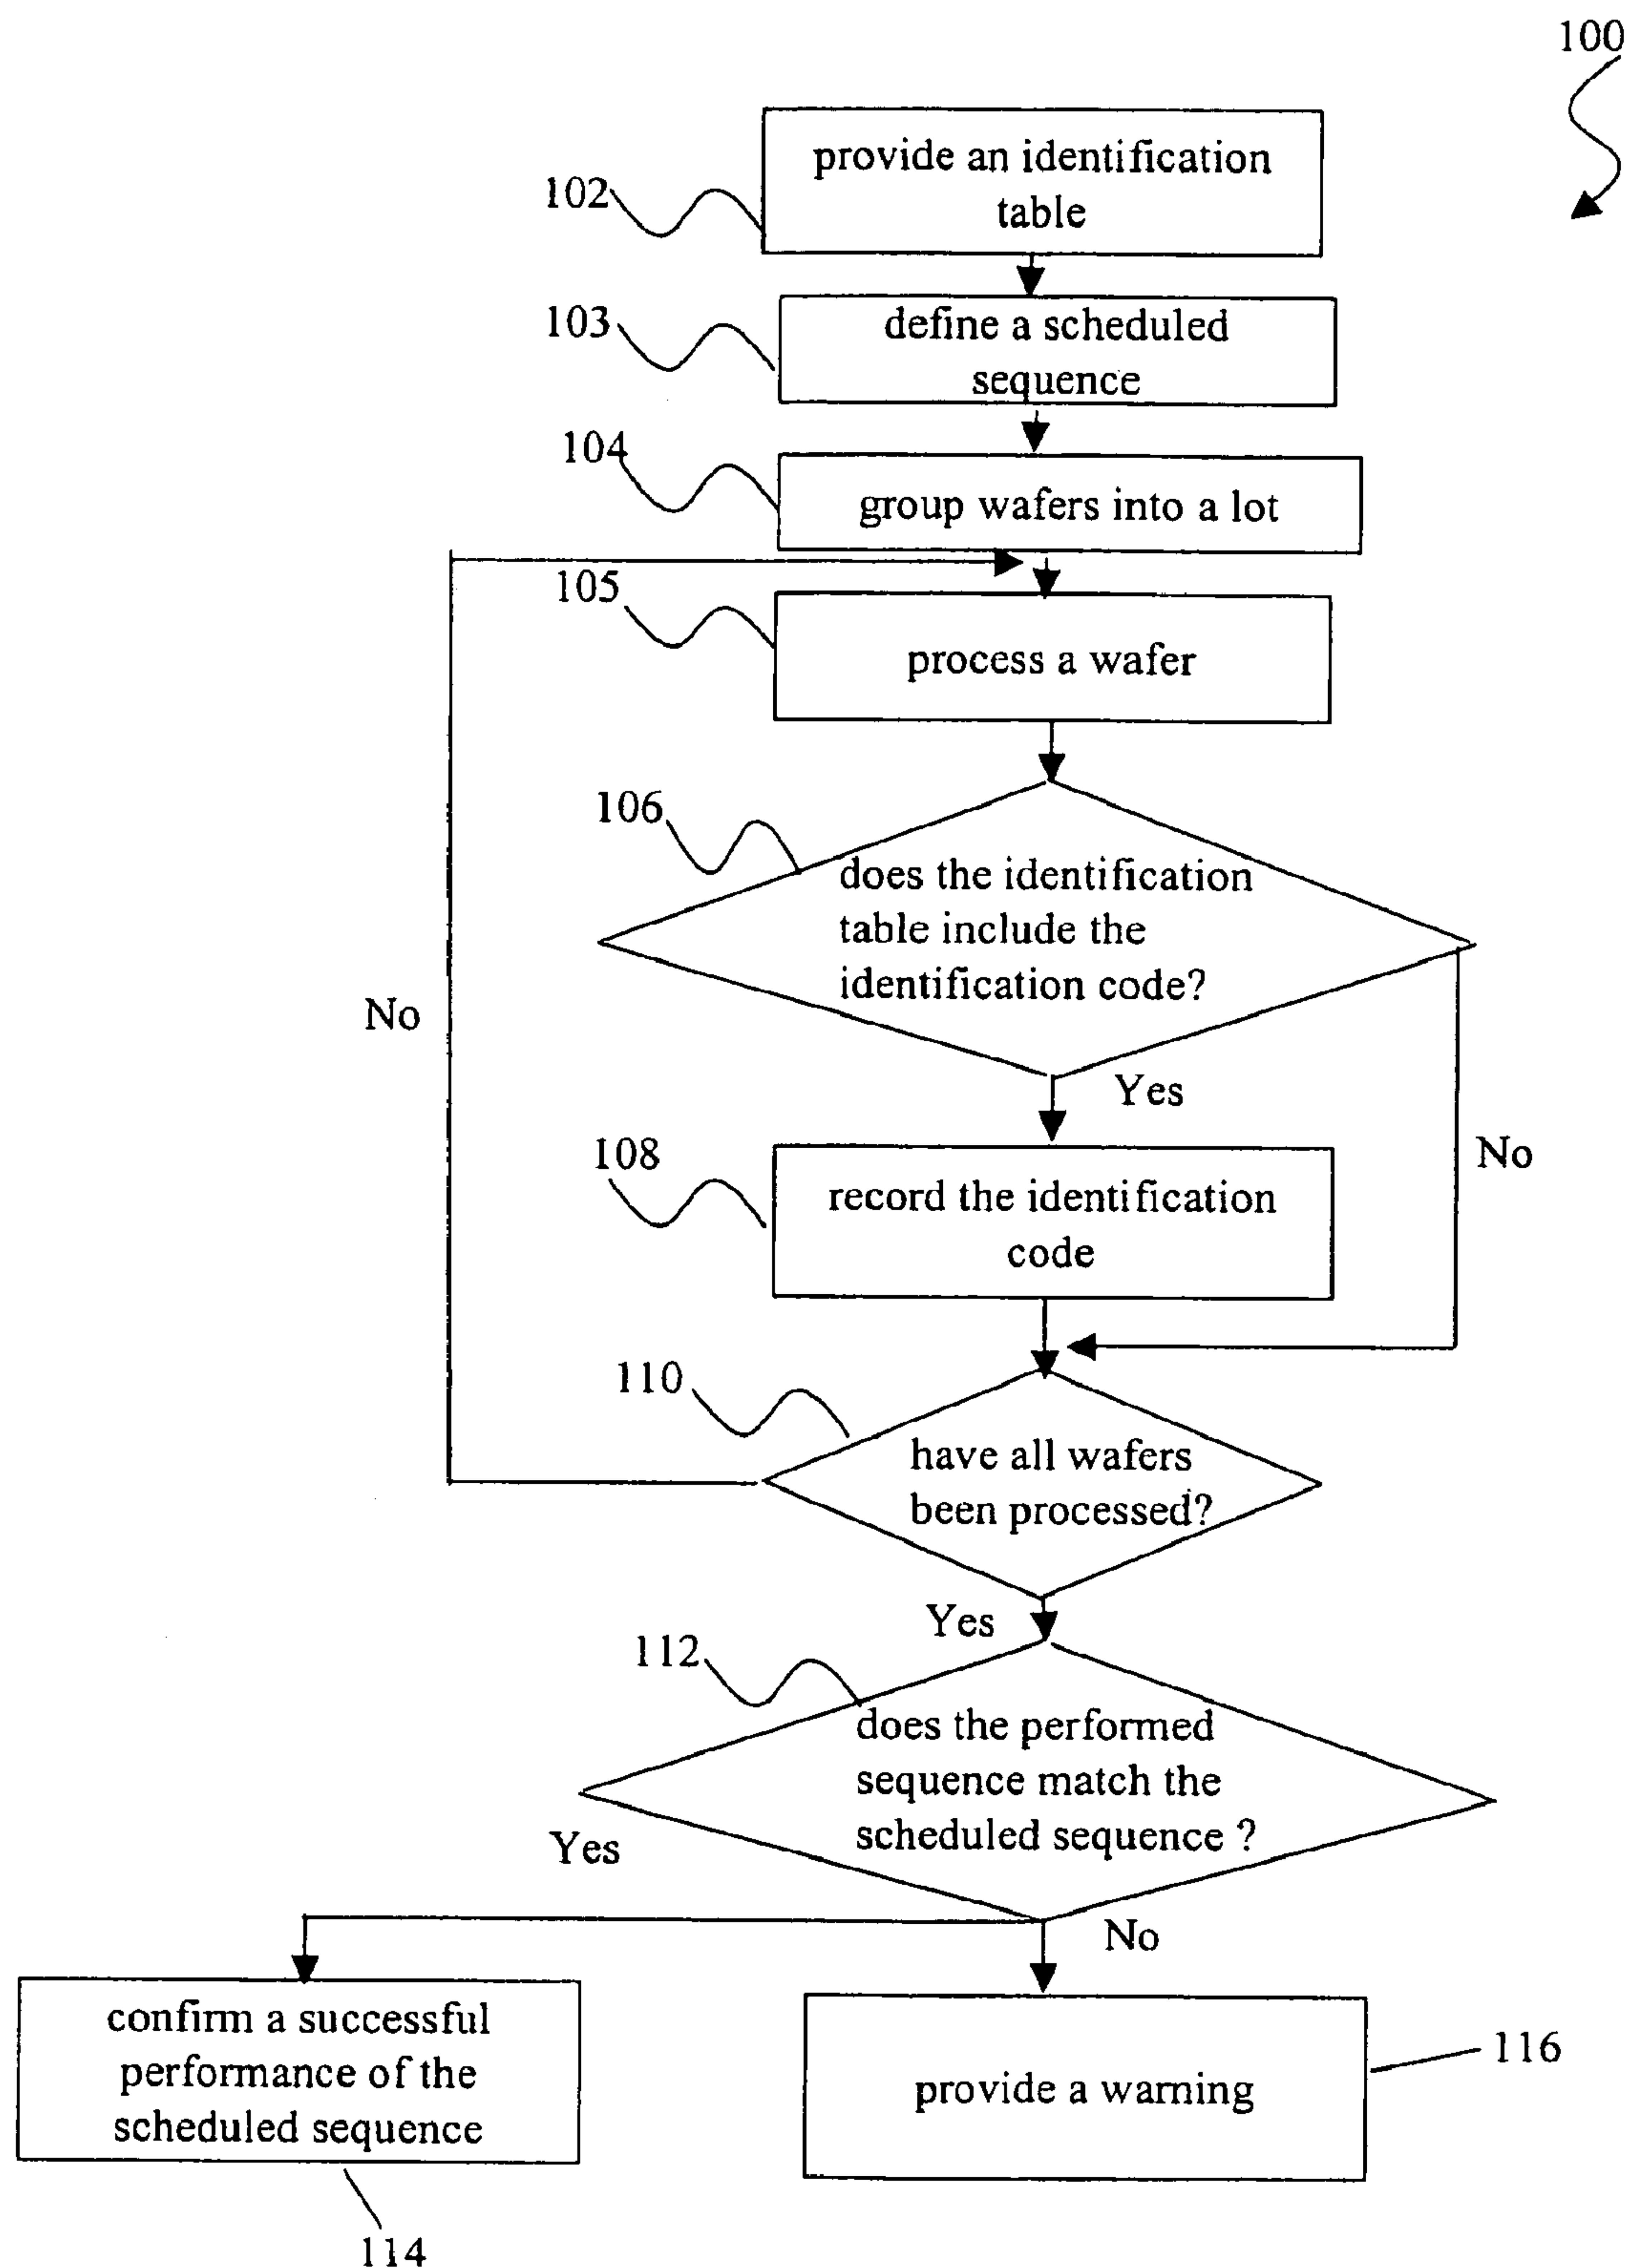 100
provide an identification
table
102
define a scheduled
sequence
103
104
group wafers into a lot
105
process a wafer
106
does the identification
table include the
identification code?
No
Yes
108
No
record the identification
code
110
have all wafers
been processed?
Yes
112
does the performed
sequence match the
scheduled sequence ?
Yes
No
confirm a successful
performance of the
scheduled sequence
provide a warning
116
114